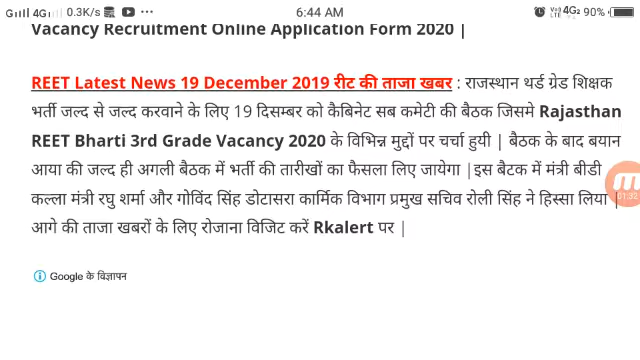 4G 0.3K/s 6:44 AM 4G2 90%
Vacancy Recruitment Online Application Form 2020 |
REET Latest News 19 December 2019 रीट की ताजा खबर : राजस्थान थर्ड ग्रेड शिक्षक
भर्ती जल्द से जल्द करवाने के लिए 19 दिसम्बर को कैबिनेट सब कमेटी की बैठक जिसमे Rajasthan
REET Bharti 3rd Grade Vacancy 2020 के विभिन्न मुद्दों पर चर्चा हुयी | बैठक के बाद बयान
आया की जल्द ही अगली बैठक में भर्ती की तारीखों का फैसला लिए जायेगा |इस बैटक में मंत्री बीडी
कल्ला मंत्री रघु शर्मा और गोविंद सिंह डोटासरा कार्मिक विभाग प्रमुख सचिव रोली सिंह ने हिस्सा लिया |
01:32
आगे की ताजा खबरों के लिए रोजाना विजिट करें Rkalert पर |
Google के विज्ञापन